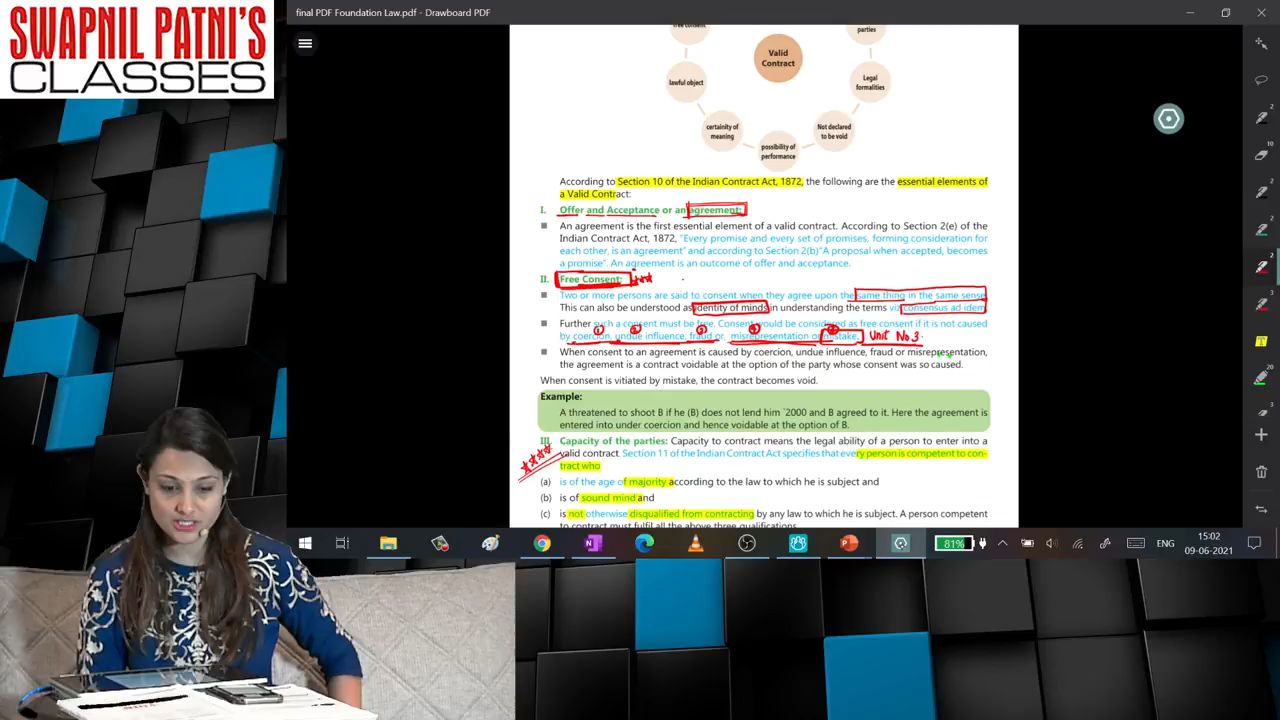 SWAPNIL PATNI'S
CLASSES
final PDF Foundation Law.pdf - Drawboard PDF
free consent
parties
Valid
Contract
lawful object
Legal
formalities
certainity of
meaning
Not declared
to be void
possibility of
performance
According to Section 10 of the Indian Contract Act, 1872, the following are the essential elements of
a Valid Contract:
I. Offer and Acceptance or an agreement:
An agreement is the first essential element of a valid contract. According to Section 2(e) of the
Indian Contract Act, 1872, "Every promise and every set of promises, forming consideration for
each other, is an agreement" and according to Section 2(b)"A proposal when accepted, becomes
a promise". An agreement is an outcome of offer and acceptance.
II. Free Consent:
Two or more persons are said to consent when they agree upon the same thing in the same sense.
This can also be understood as identity of minds in understanding the terms viz consensus ad idem.
Further such a consent must be free. Consent would be considered as free consent if it is not caused
by coercion, undue influence, fraud or, misrepresentation or mistake. Unit No 3
When consent to an agreement is caused by coercion, undue influence, fraud or misrepresentation,
the agreement is a contract voidable at the option of the party whose consent was so caused.
When consent is vitiated by mistake, the contract becomes void.
Example:
A threatened to shoot B if he (B) does not lend him `2000 and B agreed to it. Here the agreement is
entered into under coercion and hence voidable at the option of B.
III. Capacity of the parties: Capacity to contract means the legal ability of a person to enter into a
valid contract. Section 11 of the Indian Contract Act specifies that every person is competent to con-
tract who
(a) is of the age of majority according to the law to which he is subject and
(b) is of sound mind and
(c) is not otherwise disqualified from contracting by any law to which he is subject. A person competent
to contract must fulfil all the above three qualifications.
81%
ENG
15:02
09-06-2021